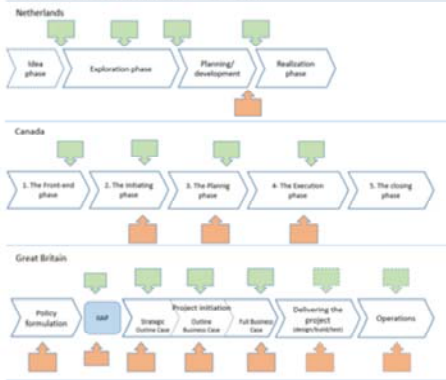 Netherlands
Idea
phase
Exploration phase
Planning/
development
Realization
phase
Canada
1. The Front-end
phase
2. The Initiating
phase
3. The Plannig
phase
4- The Execution
phase
5. The closing
phase
Great Britain
Policy
formulation
Project initiation
Strategic
Outline Case
Outline
Business Case
Full Business
Case
Delivering the
project
(design/build/test)
Operations